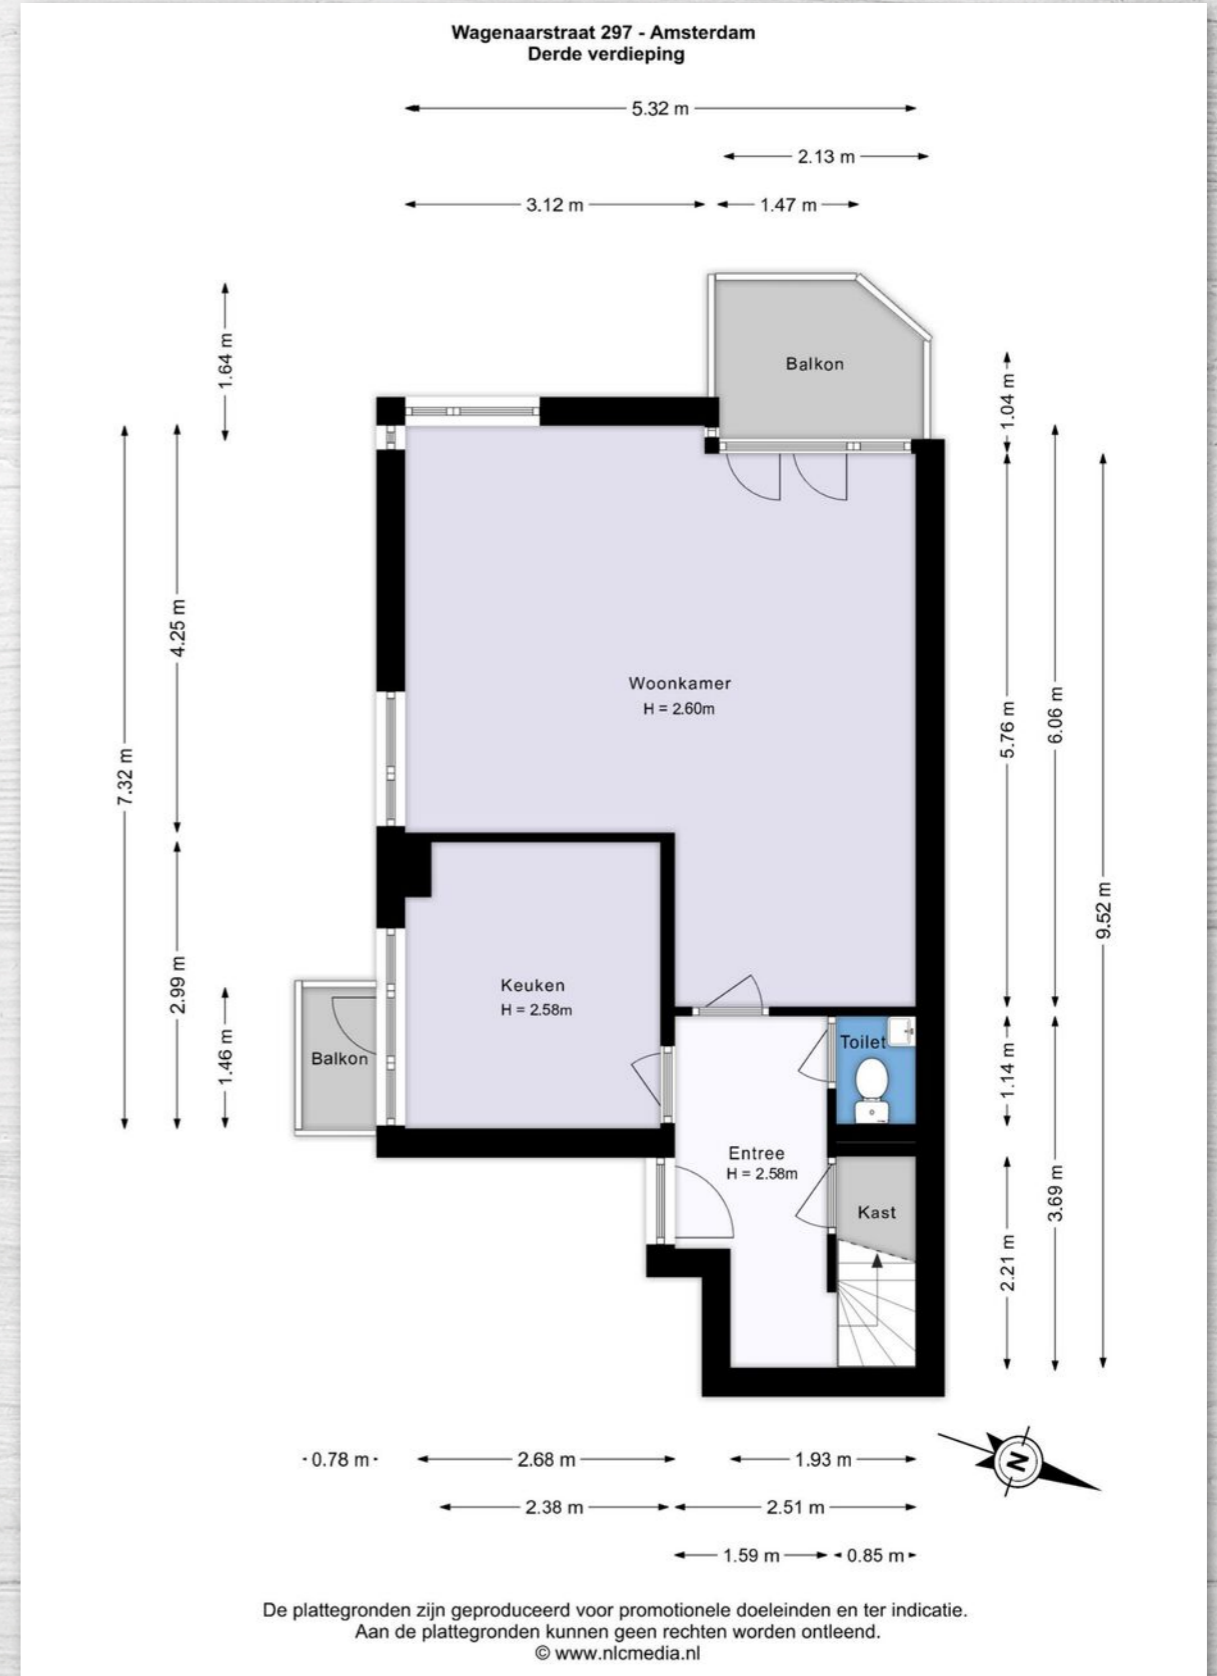 Wagenaarstraat 297 - Amsterdam
Derde verdieping
5.32 m
2.13 m
3.12 m
1.47 m
1.64 m
Balkon
1.04 m
4.25 m
Woonkamer
H = 2.60m
5.76 m
6.06 m
7.32 m
9.52 m
2.99 m
Keuken
H = 2.58m
1.46 m
Balkon
Toilet
1.14 m
Entree
H = 2.58m
3.69 m
Kast
2.21 m
0.78 m
2.68 m
1.93 m
N
2.38 m
2.51 m
1.59 m
0.85 m
De plattegronden zijn geproduceerd voor promotionele doeleinden en ter indicatie.
Aan de plattegronden kunnen geen rechten worden ontleend.
© www.nlcmedia.nl